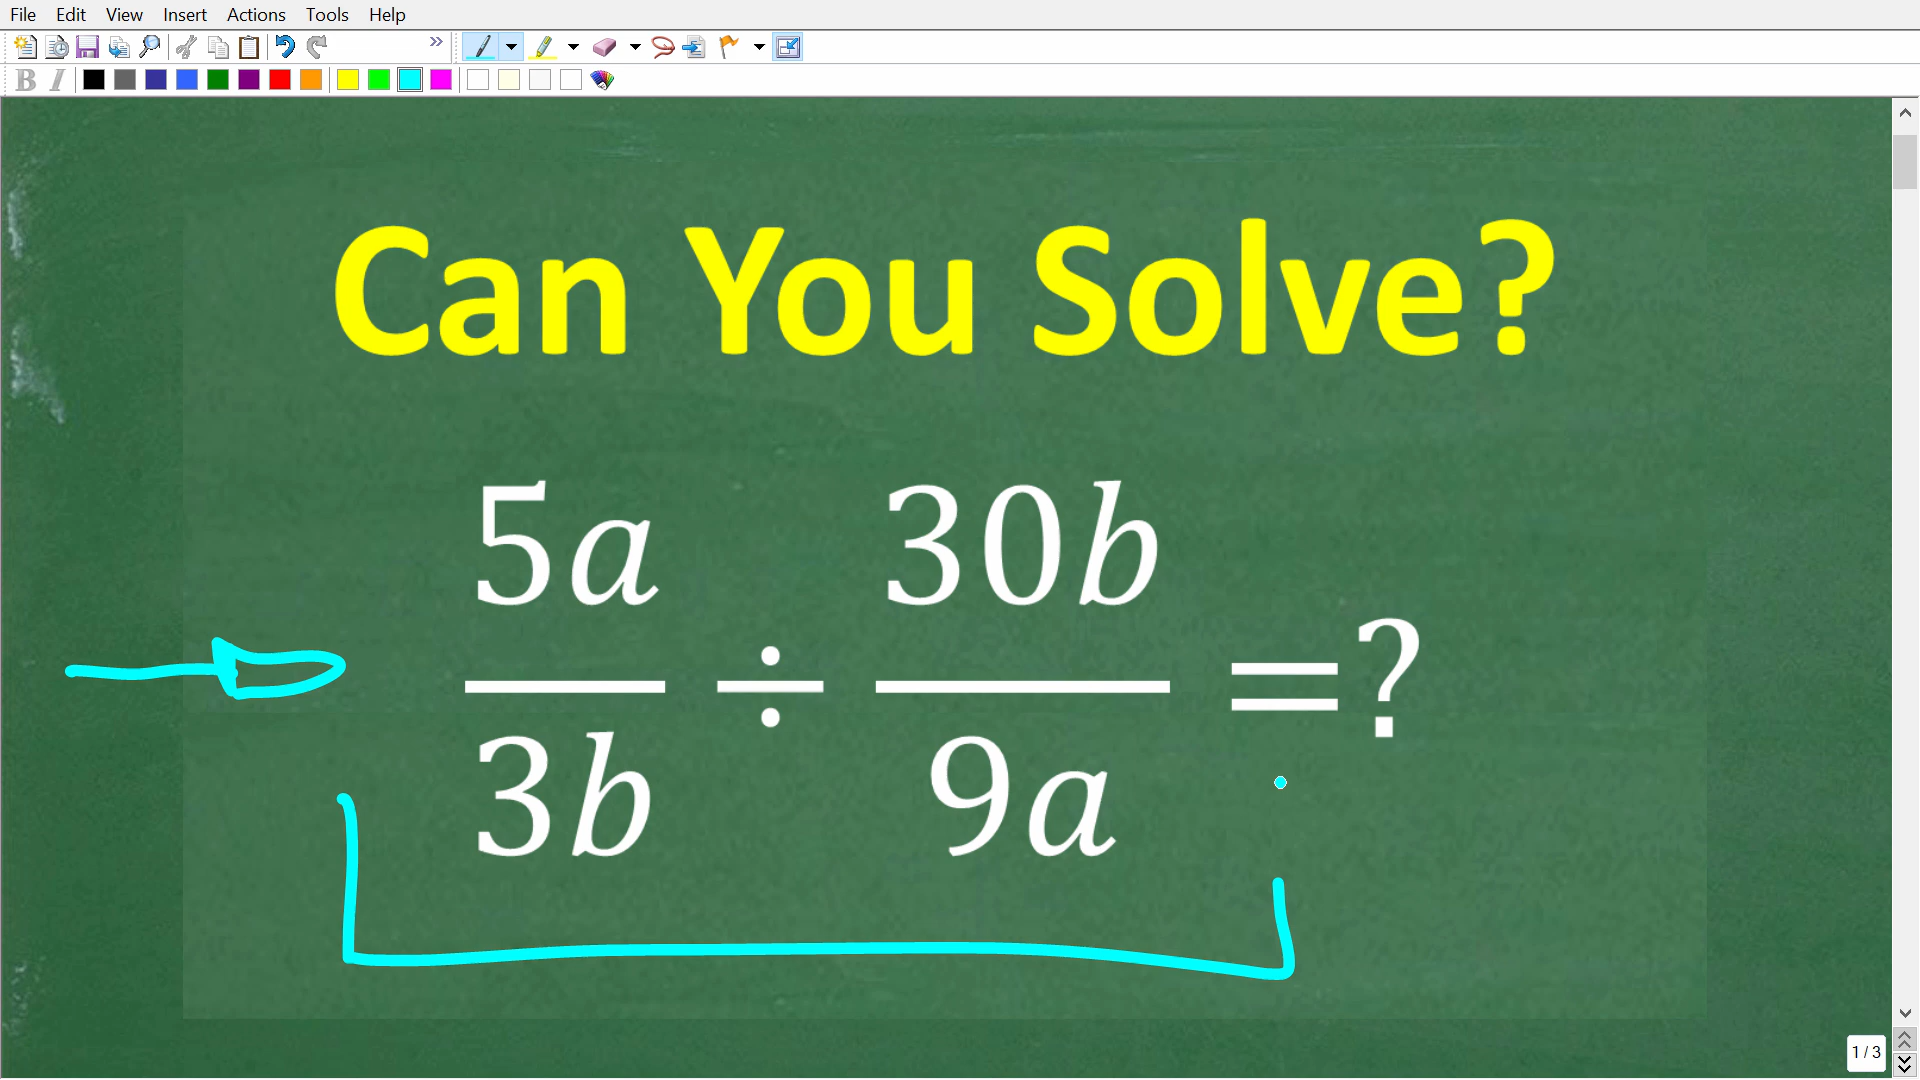 File Edit View Insert Actions Tools Help
B I
Can You Solve?
5a/3b ÷ 30b/9a =?
1 / 3